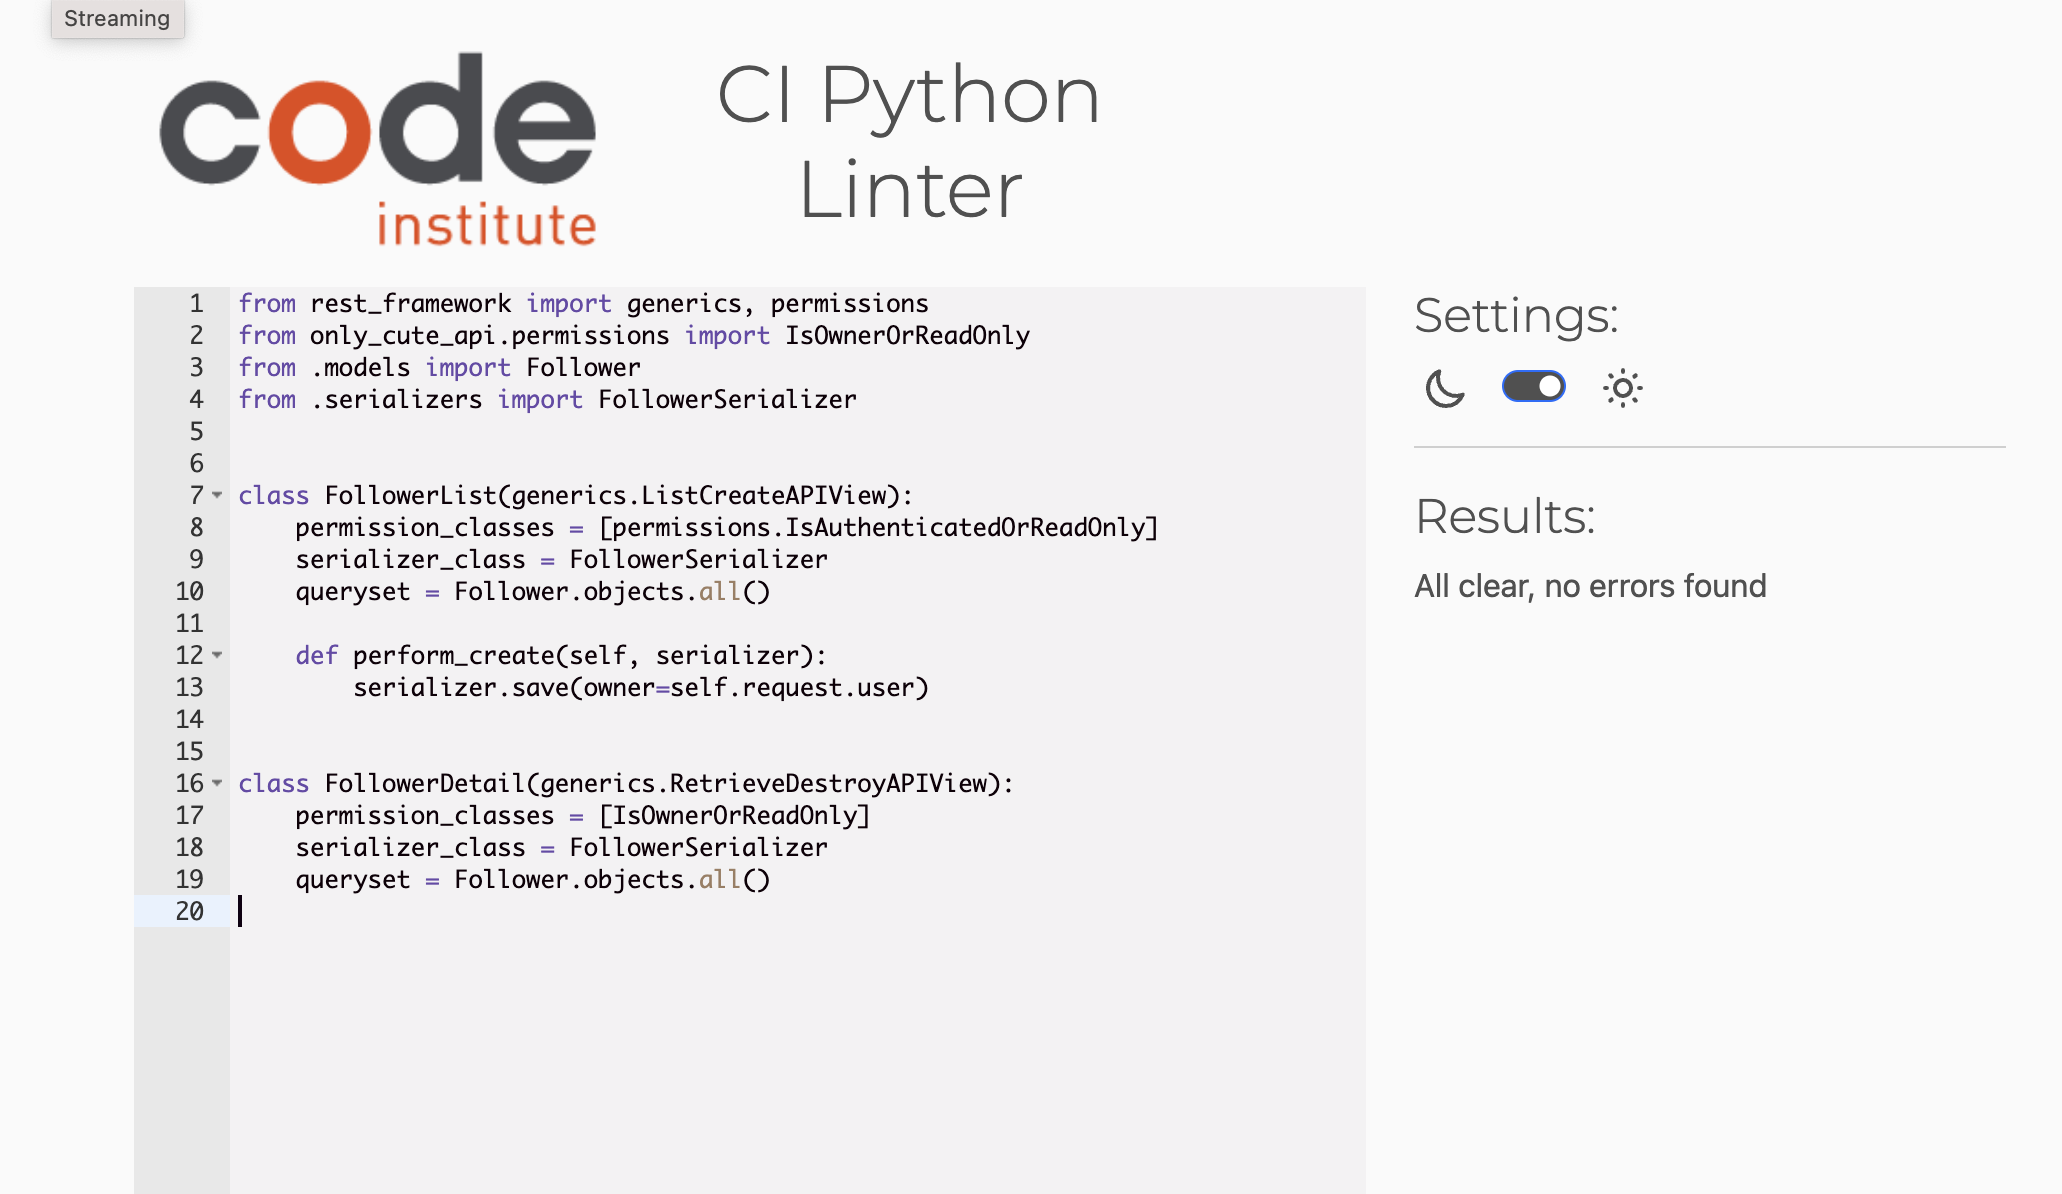 Streaming
code
institute
CI Python
Linter
1 from rest_framework import generics, permissions
2 from only_cute_api.permissions import IsOwnerOrReadOnly
3 from .models import Follower
4 from .serializers import FollowerSerializer
5
6
7 class FollowerList(generics.ListCreateAPIView):
8     permission_classes = [permissions.IsAuthenticatedOrReadOnly]
9     serializer_class = FollowerSerializer
10     queryset = Follower.objects.all()
11
12     def perform_create(self, serializer):
13         serializer.save(owner=self.request.user)
14
15
16 class FollowerDetail(generics.RetrieveDestroyAPIView):
17     permission_classes = [IsOwnerOrReadOnly]
18     serializer_class = FollowerSerializer
19     queryset = Follower.objects.all()
20
Settings:
Results:
All clear, no errors found